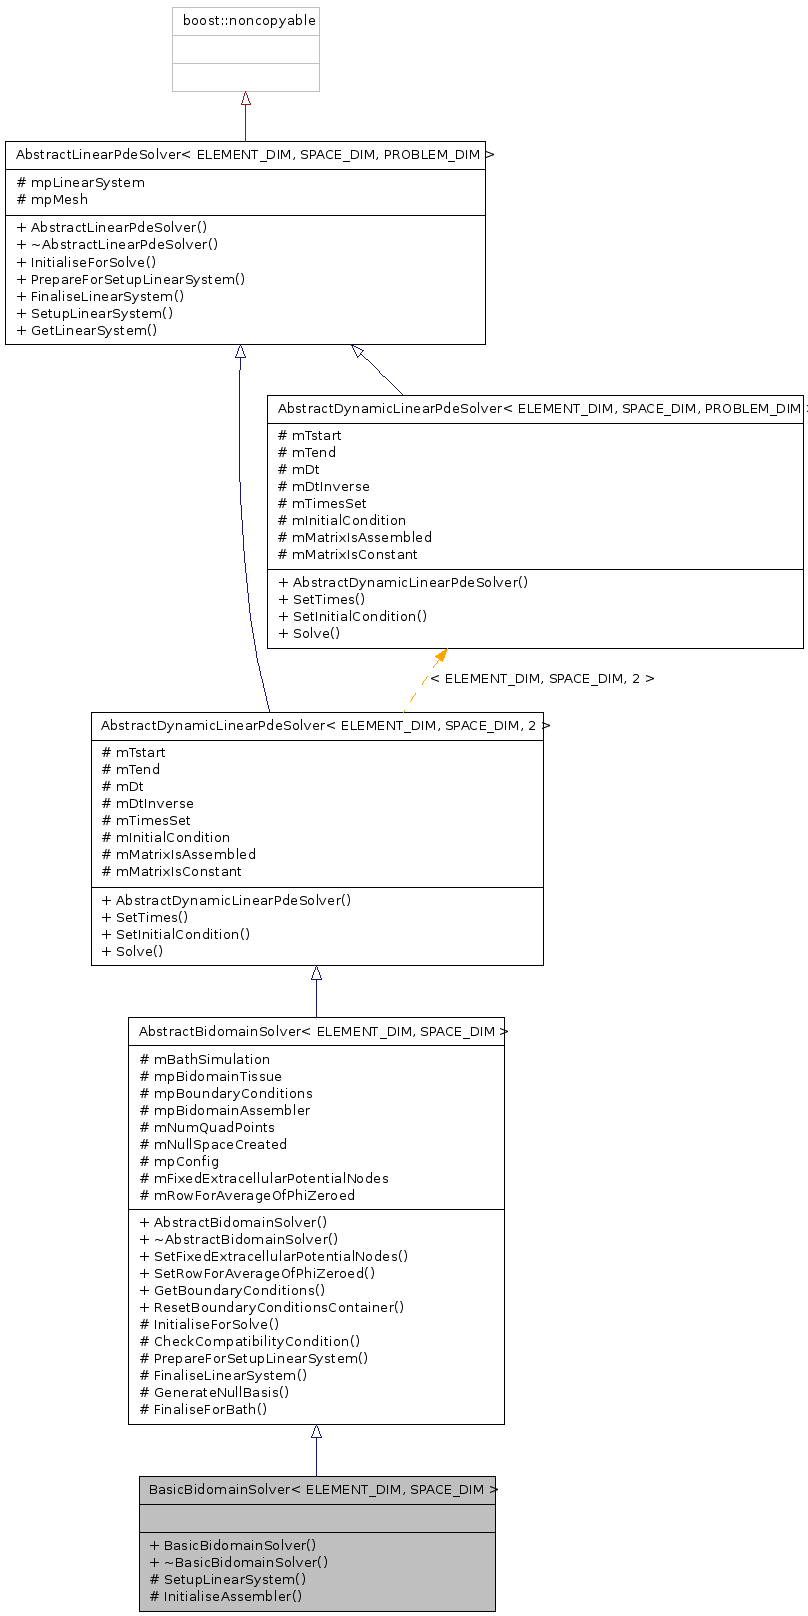 boost::noncopyable
AbstractLinearPdeSolver< ELEMENT_DIM, SPACE_DIM, PROBLEM_DIM >
# mpLinearSystem
# mpMesh
+ AbstractLinearPdeSolver()
+ ~AbstractLinearPdeSolver()
+ InitialiseForSolve()
+ PrepareForSetupLinearSystem()
+ FinaliseLinearSystem()
+ SetupLinearSystem()
+ GetLinearSystem()
AbstractDynamicLinearPdeSolver< ELEMENT_DIM, SPACE_DIM, PROBLEM_DIM >
# mTstart
# mTend
# mDt
# mDtInverse
# mTimesSet
# mInitialCondition
# mMatrixIsAssembled
# mMatrixIsConstant
+ AbstractDynamicLinearPdeSolver()
+ SetTimes()
+ SetInitialCondition()
+ Solve()
< ELEMENT_DIM, SPACE_DIM, 2 >
AbstractDynamicLinearPdeSolver< ELEMENT_DIM, SPACE_DIM, 2 >
# mTstart
# mTend
# mDt
# mDtInverse
# mTimesSet
# mInitialCondition
# mMatrixIsAssembled
# mMatrixIsConstant
+ AbstractDynamicLinearPdeSolver()
+ SetTimes()
+ SetInitialCondition()
+ Solve()
AbstractBidomainSolver< ELEMENT_DIM, SPACE_DIM >
# mBathSimulation
# mpBidomainTissue
# mpBoundaryConditions
# mpBidomainAssembler
# mNumQuadPoints
# mNullSpaceCreated
# mpConfig
# mFixedExtracellularPotentialNodes
# mRowForAverageOfPhiZeroed
+ AbstractBidomainSolver()
+ ~AbstractBidomainSolver()
+ SetFixedExtracellularPotentialNodes()
+ SetRowForAverageOfPhiZeroed()
+ GetBoundaryConditions()
+ ResetBoundaryConditionsContainer()
# InitialiseForSolve()
# CheckCompatibilityCondition()
# PrepareForSetupLinearSystem()
# FinaliseLinearSystem()
# GenerateNullBasis()
# FinaliseForBath()
BasicBidomainSolver< ELEMENT_DIM, SPACE_DIM >
+ BasicBidomainSolver()
+ ~BasicBidomainSolver()
# SetupLinearSystem()
# InitialiseAssembler()